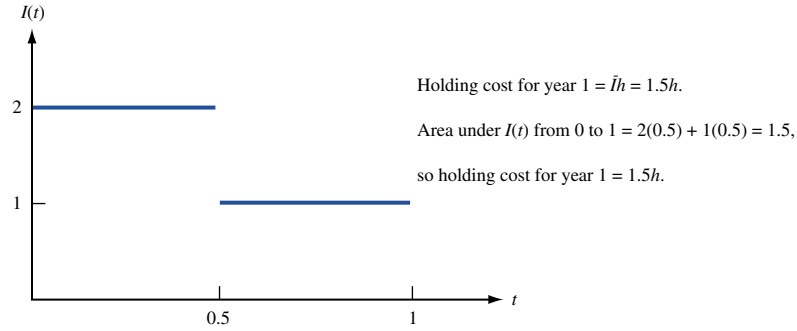 I(t)
2
1
0.5
1
t
Holding cost for year 1 = Īh = 1.5h.
Area under I(t) from 0 to 1 = 2(0.5) + 1(0.5) = 1.5,
so holding cost for year 1 = 1.5h.